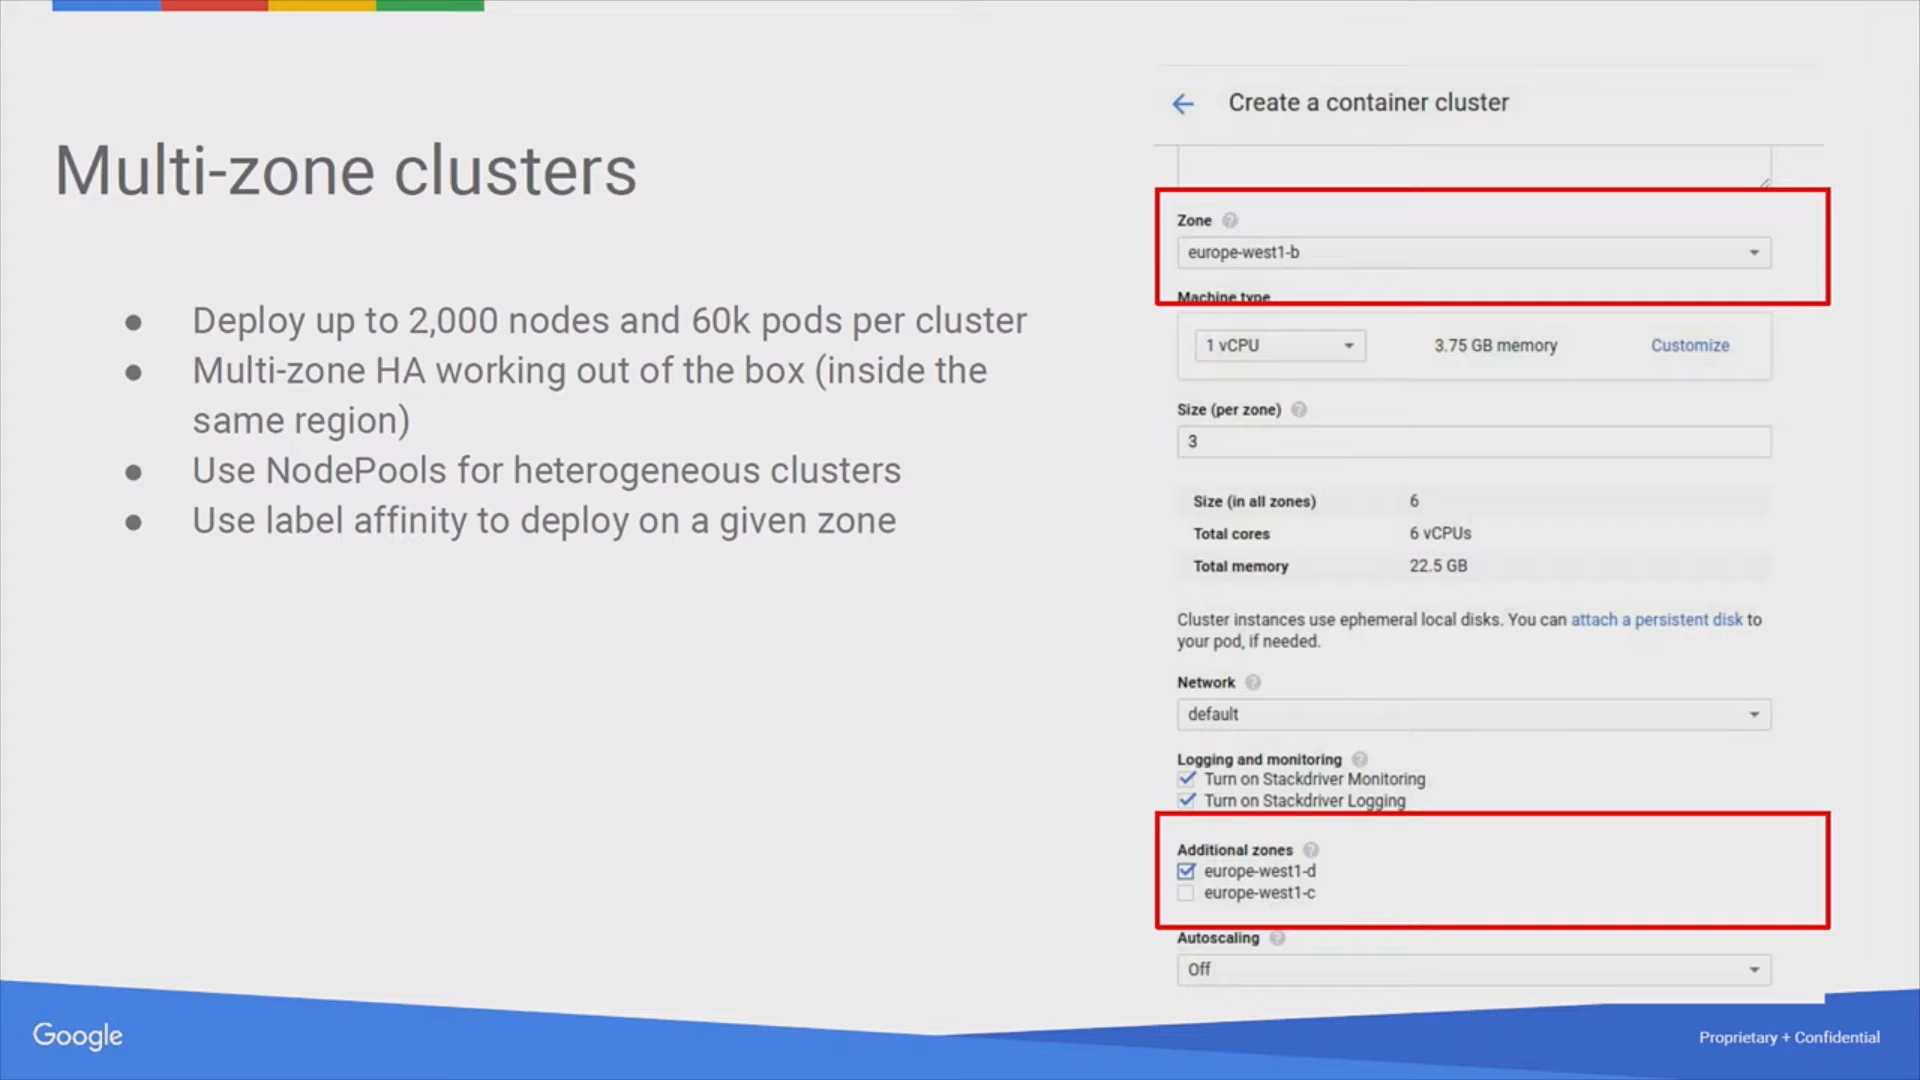 Multi-zone clusters
● Deploy up to 2,000 nodes and 60k pods per cluster
● Multi-zone HA working out of the box (inside the
same region)
● Use NodePools for heterogeneous clusters
● Use label affinity to deploy on a given zone
Create a container cluster
Zone
europe-west1-b
Machine type
1 vCPU 3.75 GB memory Customize
Size (per zone)
3
Size (in all zones) 6
Total cores 6 vCPUs
Total memory 22.5 GB
Cluster instances use ephemeral local disks. You can attach a persistent disk to
your pod, if needed.
Network
default
Logging and monitoring
Turn on Stackdriver Monitoring
Turn on Stackdriver Logging
Additional zones
europe-west1-d
europe-west1-c
Autoscaling
Off
Google
Proprietary + Confidential